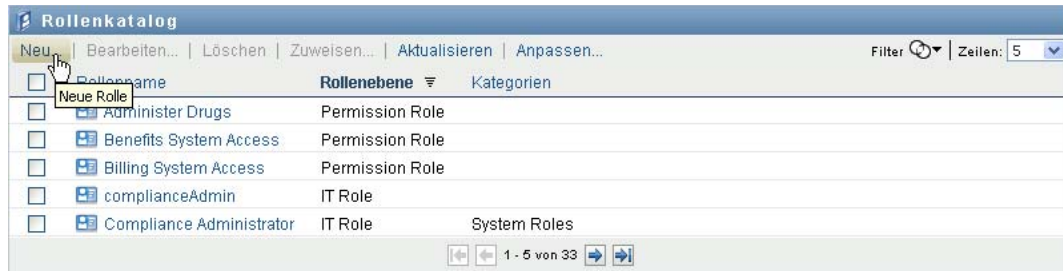 Rollenkatalog
Neu... | Bearbeiten... | Löschen | Zuweisen... | Aktualisieren | Anpassen... Filter | Zeilen: 5
Rollenname Rollenebene Kategorien
Neue Rolle
Administer Drugs Permission Role
Benefits System Access Permission Role
Billing System Access Permission Role
complianceAdmin IT Role
Compliance Administrator IT Role System Roles
1 - 5 von 33